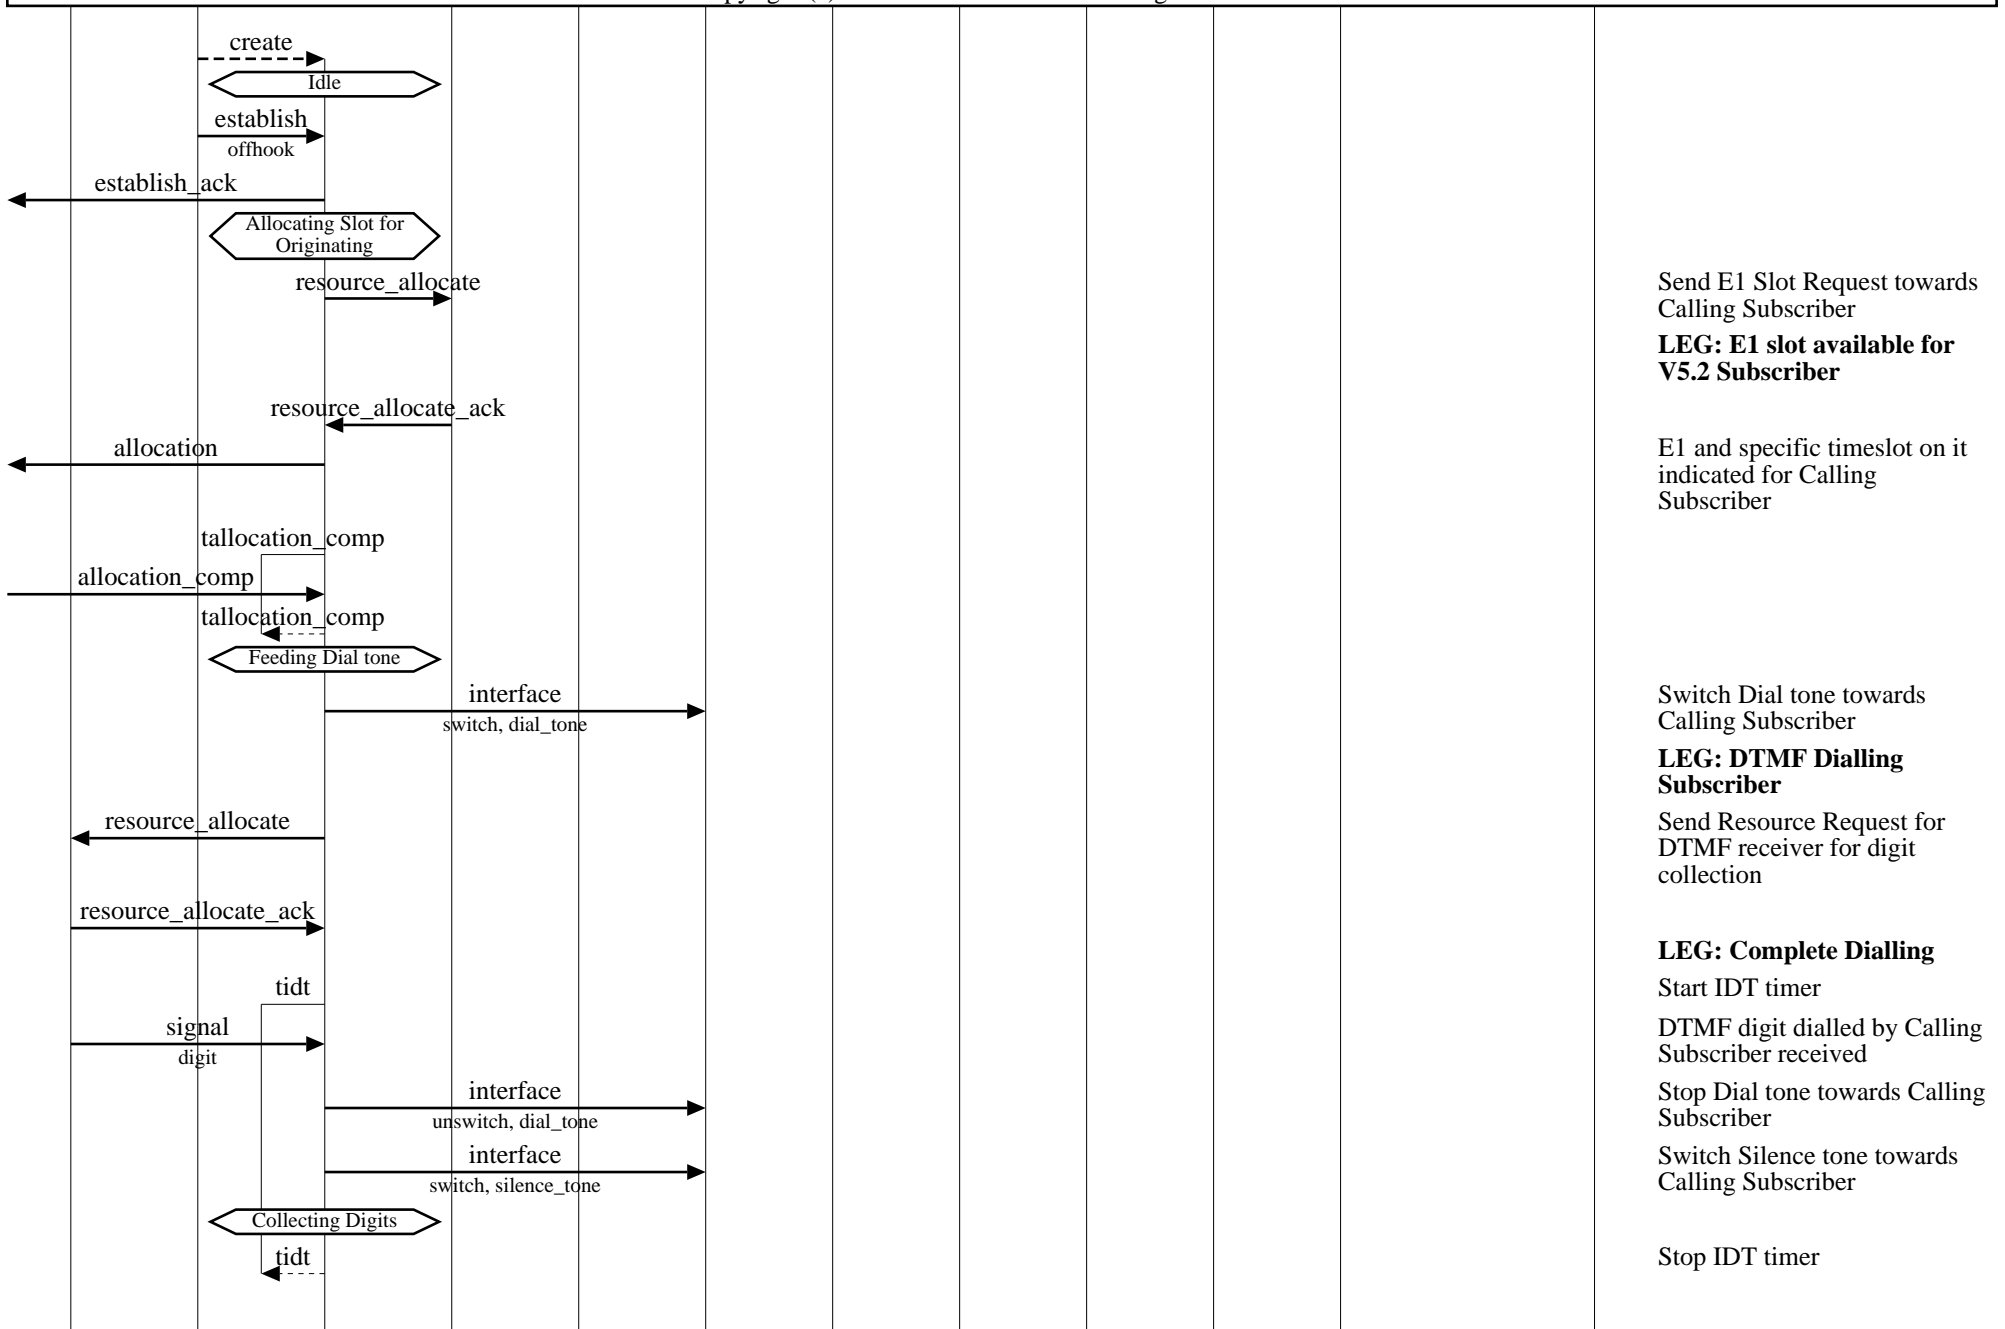 create
Idle
establish
offhook
establish_ack
Allocating Slot for
Originating
resource_allocate
Send E1 Slot Request towards
Calling Subscriber
LEG: E1 slot available for
V5.2 Subscriber
resource_allocate_ack
allocation
E1 and specific timeslot on it
indicated for Calling
Subscriber
tallocation_comp
allocation_comp
tallocation_comp
Feeding Dial tone
interface
switch, dial_tone
Switch Dial tone towards
Calling Subscriber
LEG: DTMF Dialling
Subscriber
resource_allocate
Send Resource Request for
DTMF receiver for digit
collection
resource_allocate_ack
LEG: Complete Dialling
tidt
Start IDT timer
signal
digit
DTMF digit dialled by Calling
Subscriber received
interface
unswitch, dial_tone
Stop Dial tone towards Calling
Subscriber
interface
switch, silence_tone
Switch Silence tone towards
Calling Subscriber
Collecting Digits
tidt
Stop IDT timer